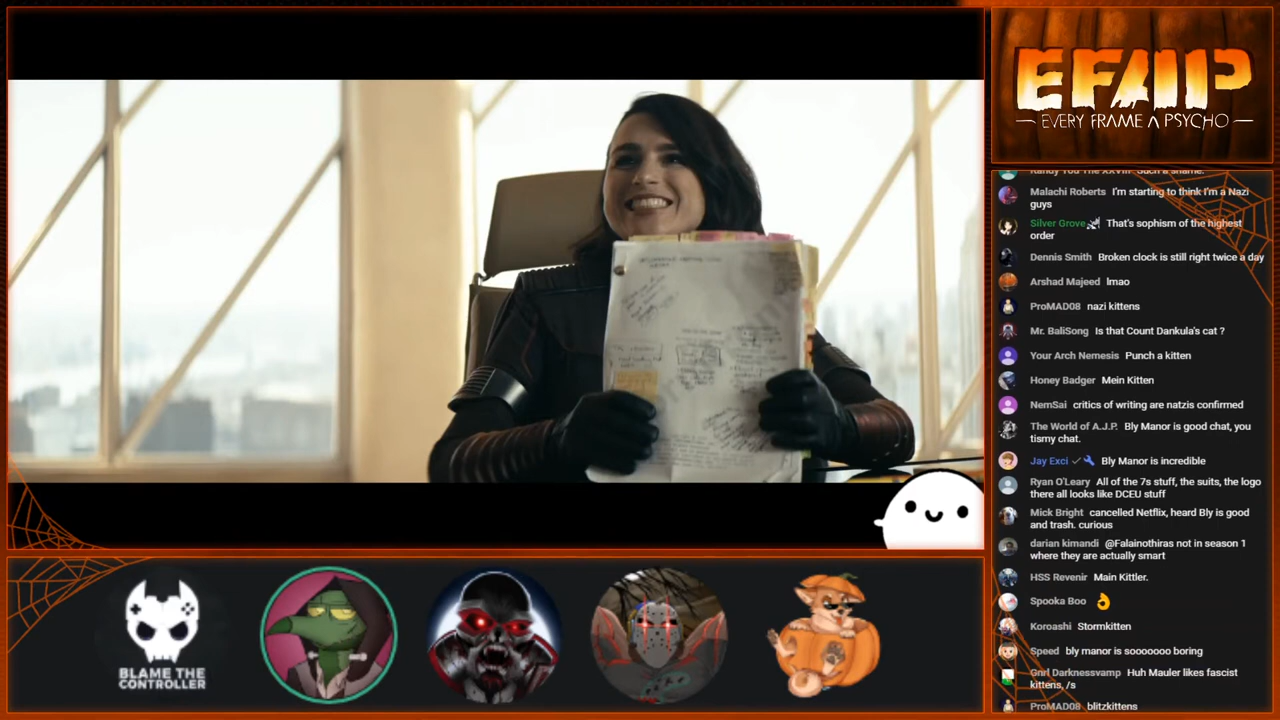 EFAP
EVERY FRAME A PSYCHO
Randy You The XXVIII Such a shame.
Malachi Roberts I'm starting to think I'm a Nazi
guys
Silver Grove That's sophism of the highest
order
Dennis Smith Broken clock is still right twice a day
Arshad Majeed lmao
ProMAD08 nazi kittens
Mr. BaliSong Is that Count Dankula's cat ?
Your Arch Nemesis Punch a kitten
Honey Badger Mein Kitten
NemSai critics of writing are natzis confirmed
The World of A.J.P. Bly Manor is good chat, you
tismy chat.
Jay Exci Bly Manor is incredible
Ryan O'Leary All of the 7s stuff, the suits, the logo
there all looks like DCEU stuff
Mick Bright cancelled Netflix, heard Bly is good
and trash. curious
darian kimandi @Falainothiras not in season 1
where they are actually smart
HSS Revenir Main Kittler.
Spooka Boo 👌
Koroashi Stormkitten
Speed bly manor is sooooooo boring
Gnrl Darknessvamp Huh Mauler likes fascist
kittens, /s
ProMAD08 blitzkittens
BLAME THE
CONTROLLER